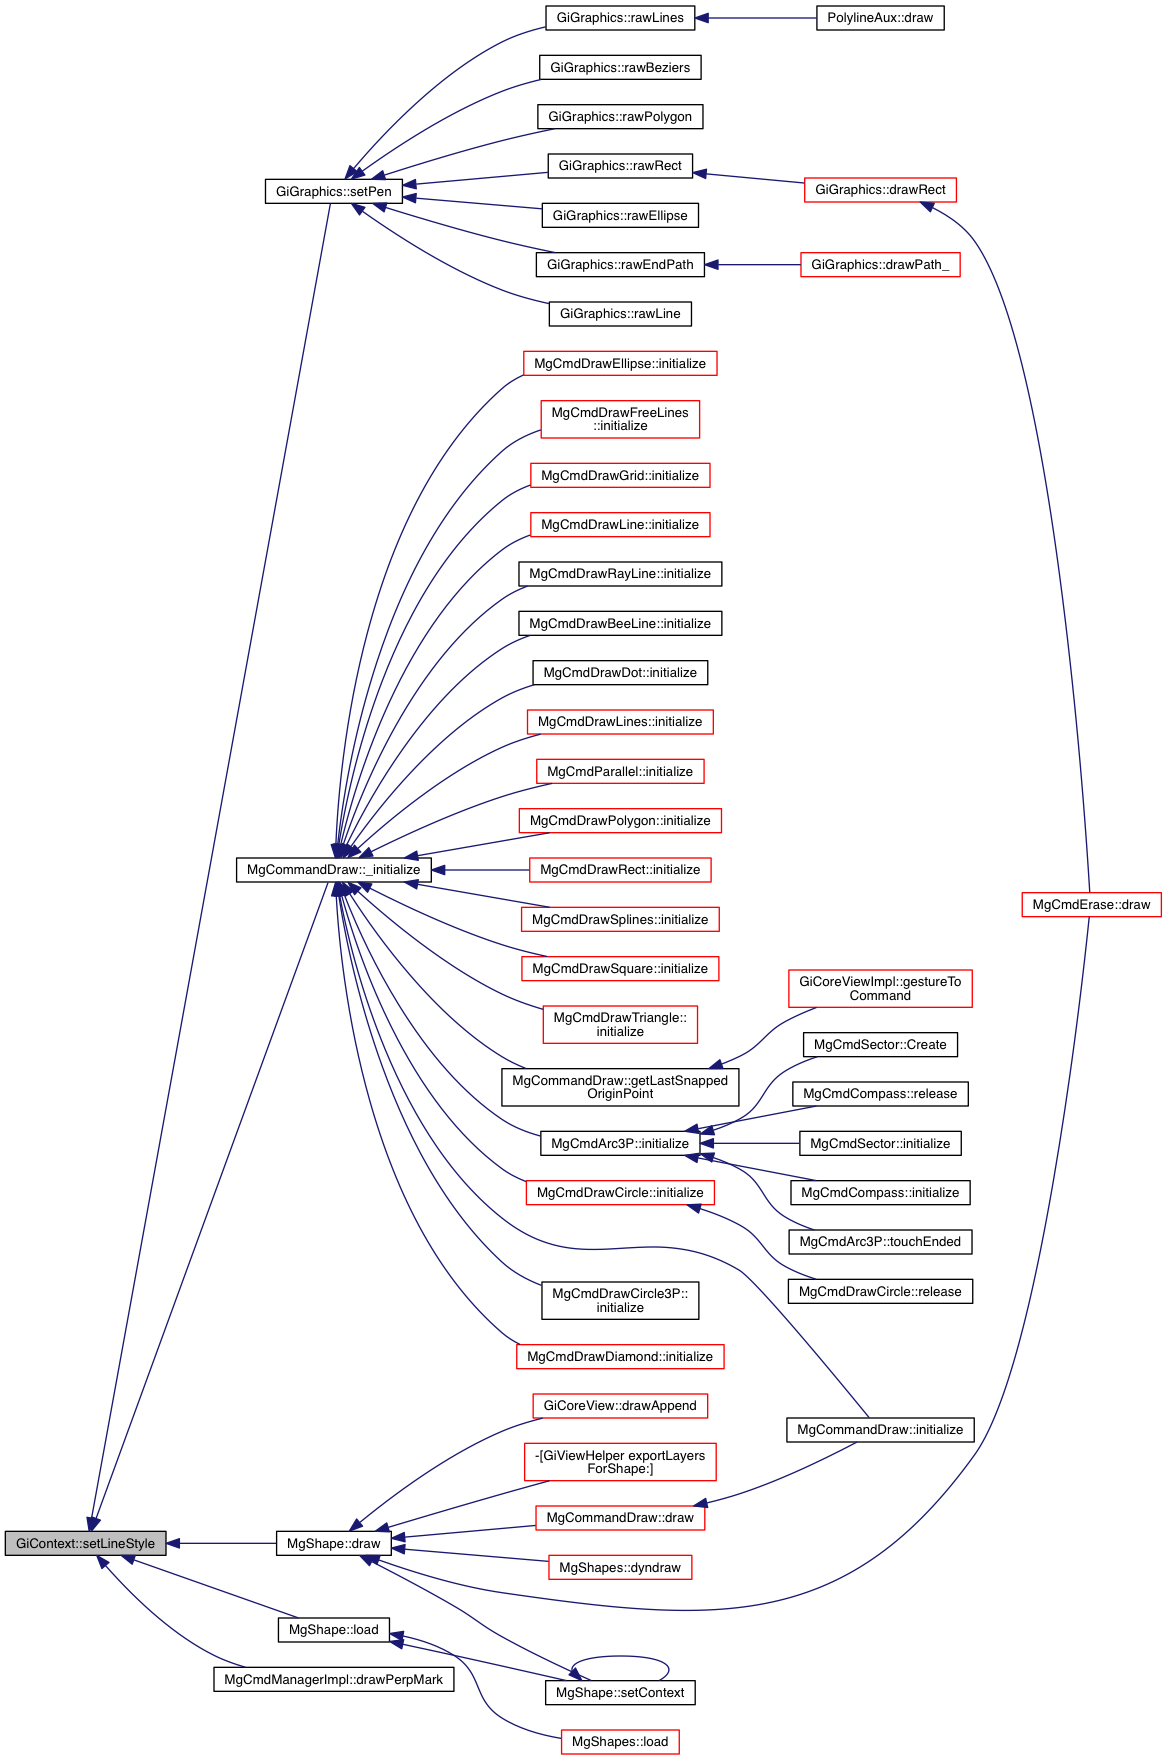 GiGraphics::rawLines
PolylineAux::draw
GiGraphics::rawBeziers
GiGraphics::rawPolygon
GiGraphics::rawRect
GiGraphics::setPen
GiGraphics::drawRect
GiGraphics::rawEllipse
GiGraphics::rawEndPath
GiGraphics::drawPath_
GiGraphics::rawLine
MgCmdDrawEllipse::initialize
MgCmdDrawFreeLines
::initialize
MgCmdDrawGrid::initialize
MgCmdDrawLine::initialize
MgCmdDrawRayLine::initialize
MgCmdDrawBeeLine::initialize
MgCmdDrawDot::initialize
MgCmdDrawLines::initialize
MgCmdParallel::initialize
MgCmdDrawPolygon::initialize
MgCommandDraw::_initialize
MgCmdDrawRect::initialize
MgCmdErase::draw
MgCmdDrawSplines::initialize
MgCmdDrawSquare::initialize
GiCoreViewImpl::gestureTo
Command
MgCmdDrawTriangle::
initialize
MgCmdSector::Create
MgCommandDraw::getLastSnapped
OriginPoint
MgCmdCompass::release
MgCmdArc3P::initialize
MgCmdSector::initialize
MgCmdDrawCircle::initialize
MgCmdCompass::initialize
MgCmdArc3P::touchEnded
MgCmdDrawCircle::release
MgCmdDrawCircle3P::
initialize
MgCmdDrawDiamond::initialize
GiCoreView::drawAppend
MgCommandDraw::initialize
-[GiViewHelper exportLayers
ForShape:]
MgCommandDraw::draw
GiContext::setLineStyle
MgShape::draw
MgShapes::dyndraw
MgShape::load
MgCmdManagerImpl::drawPerpMark
MgShape::setContext
MgShapes::load